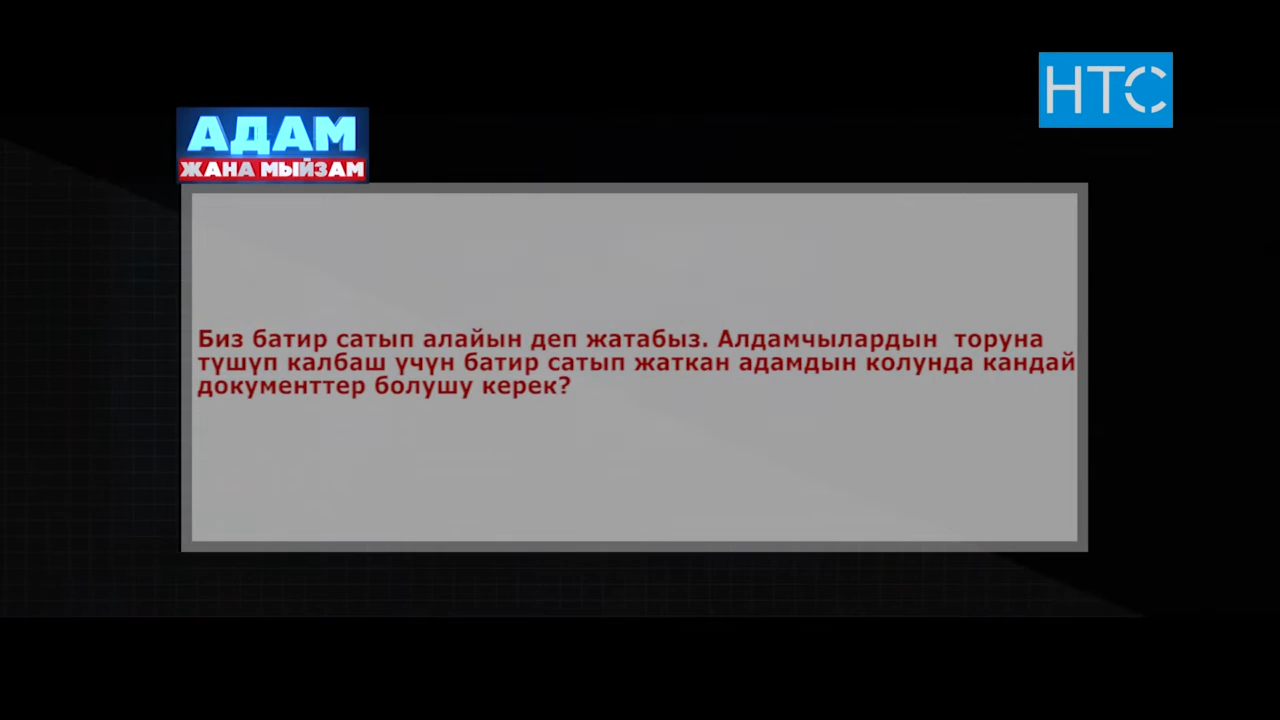 НТС
АДАМ
ЖАНА МЫЙЗАМ
Биз батир сатып алайын деп жатабыз. Алдамчылардын  торуна
түшүп калбаш үчүн батир сатып жаткан адамдын колунда кандай
документтер болушу керек?